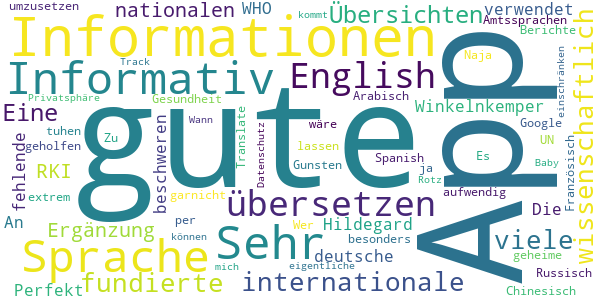 umzusetzen
nationalen WHO kommt Übersichten verwendet
Amtssprachen
Berichte
Informationen
Track
Naja
Informativ English
einschränken
wissenschaftlich
Privatsphäre Gesundheit Arabisch Winkelnkemper
Eine
gute
App
Wann
Google
fehlende
tuhen
geholfen
Zu
beschweren
Translate
Datenschutz
wäre
lassen
UN
Französisch
RKI
Gunsten
Spanish
Es
Baby
ja
Rotz
extrem
garnicht
übersetzen
aufwendig
Die
An
Ergänzung
per
Wer
Hildegard
können
besonders
viele
Sprache
Sehr
mich
deutsche
eigentliche
geheime
Russisch
Perfekt
fundierte
internationale
Chinesisch